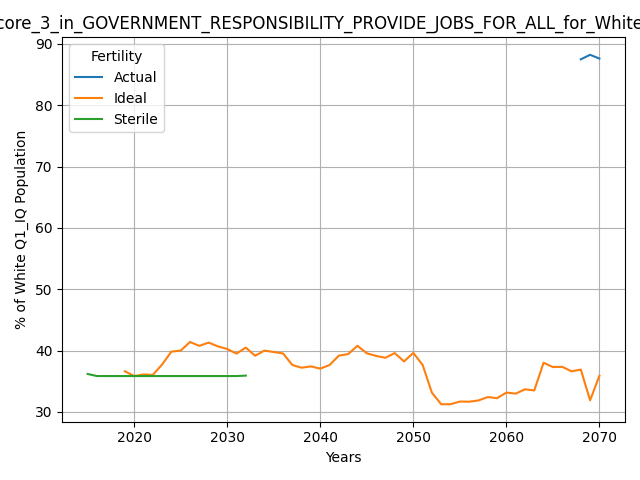 core_3_in_GOVERNMENT_RESPONSIBILITY_PROVIDE_JOBS_FOR_ALL_for_White
Fertility
Actual
Ideal
Sterile
% of White Q1_IQ Population
90
80
70
60
50
40
30
2020
2030
2040
2050
2060
2070
Years